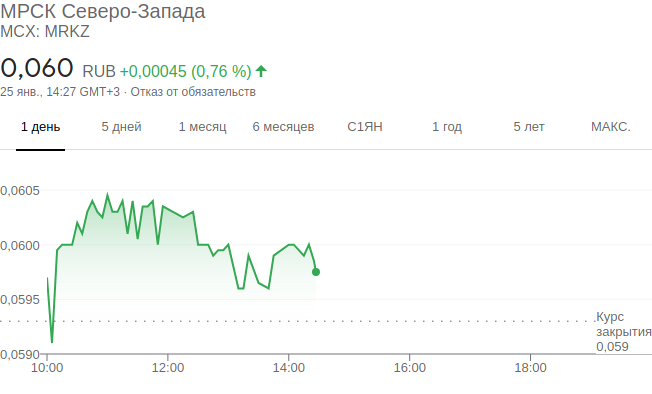 МРСК Северо-Запада
MCX: MRKZ
0,060 RUB +0,00045 (0,76 %)
25 янв., 14:27 GMT+3 · Отказ от обязательств
1 день 5 дней 1 месяц 6 месяцев С1ЯН 1 год 5 лет МАКС.
0,0605
0,0600
0,0595
Курс
закрытия
0,059
0,0590
10:00 12:00 14:00 16:00 18:00